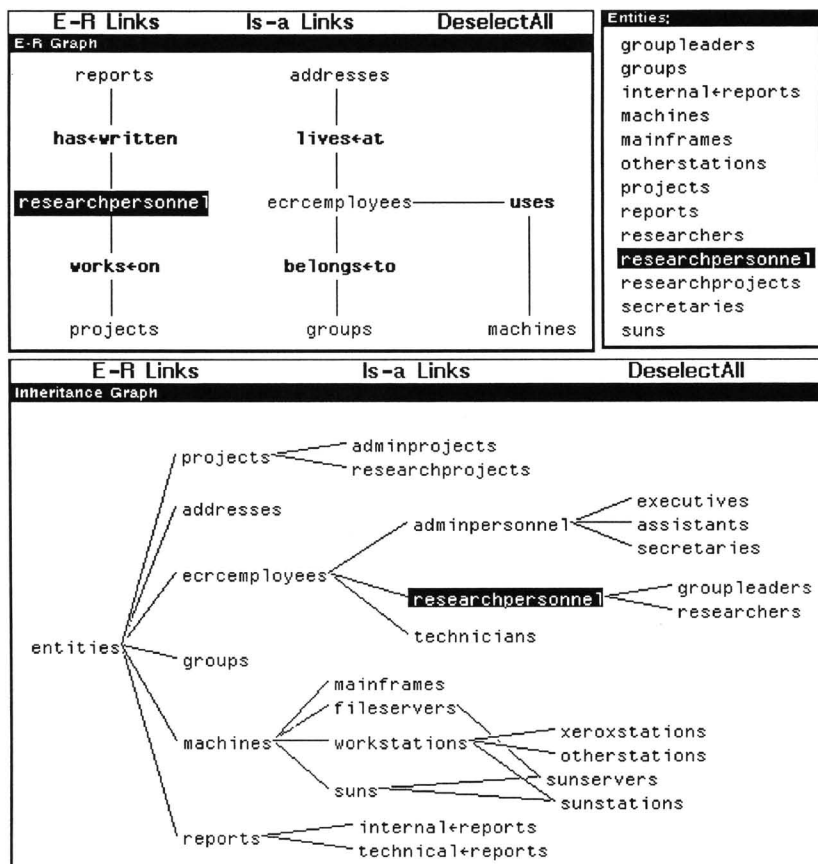 E-R Links Is-a Links DeselectAll
E-R Graph
reports addresses
has←written lives←at
researchpersonnel ecrcemployees uses
works←on belongs←to
projects groups machines
Entities;
groupleaders
groups
internal←reports
machines
mainframes
otherstations
projects
reports
researchers
researchpersonnel
researchprojects
secretaries
suns
E-R Links Is-a Links DeselectAll
Inheritance Graph
projects
adminprojects
researchprojects
addresses
ecrcemployees
adminpersonnel
executives
assistants
secretaries
researchpersonnel
groupleaders
researchers
technicians
entities
groups
machines
mainframes
fileservers
workstations
suns
xeroxstations
otherstations
sunservers
sunstations
reports
internal←reports
technical←reports